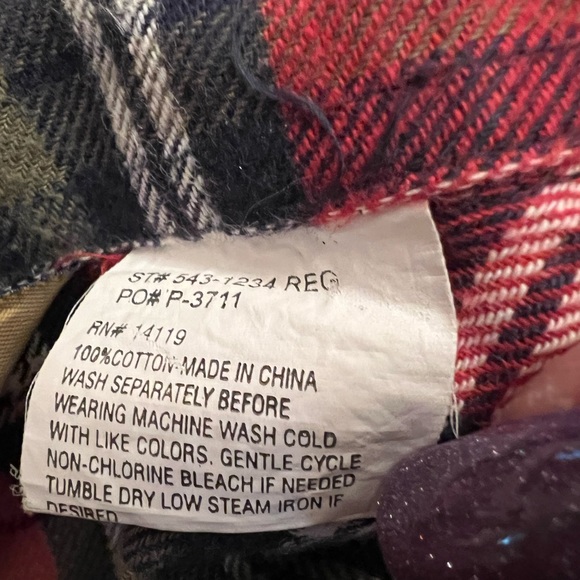 ST# 543-1234 REG
PO# P-3711
RN# 14119
100%COTTON MADE IN CHINA
WASH SEPARATELY BEFORE
WEARING MACHINE WASH COLD
WITH LIKE COLORS. GENTLE CYCLE
NON-CHLORINE BLEACH IF NEEDED
TUMBLE DRY LOW STEAM IRON IF
DESIRED